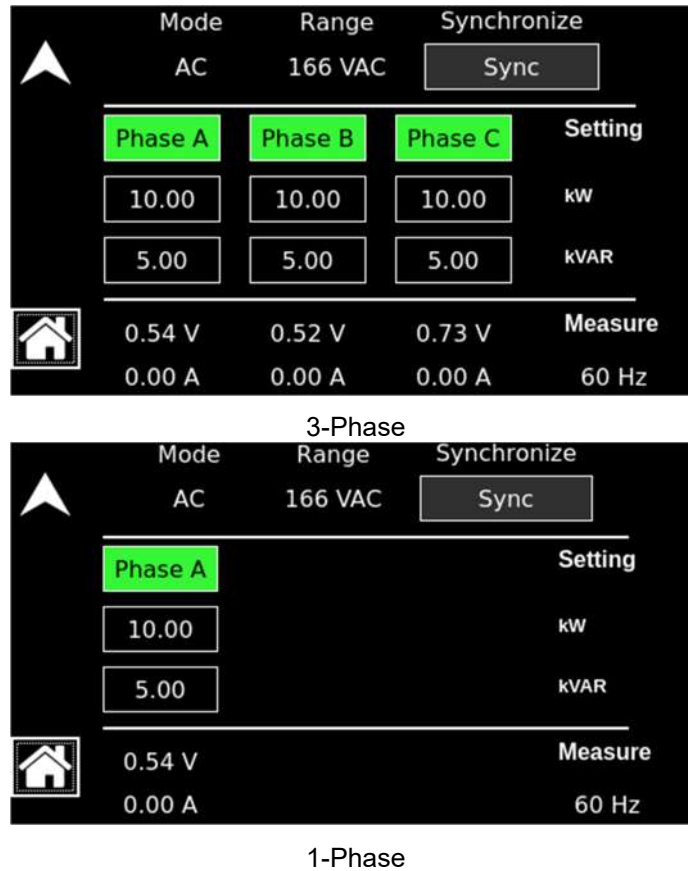 Mode Range Synchronize
AC 166 VAC Sync
Phase A Phase B Phase C Setting
10.00 10.00 10.00 kW
5.00 5.00 5.00 kVAR
0.54 V 0.52 V 0.73 V Measure
0.00 A 0.00 A 0.00 A 60 Hz
3-Phase
Mode Range Synchronize
AC 166 VAC Sync
Phase A Setting
10.00 kW
5.00 kVAR
0.54 V Measure
0.00 A 60 Hz
1-Phase